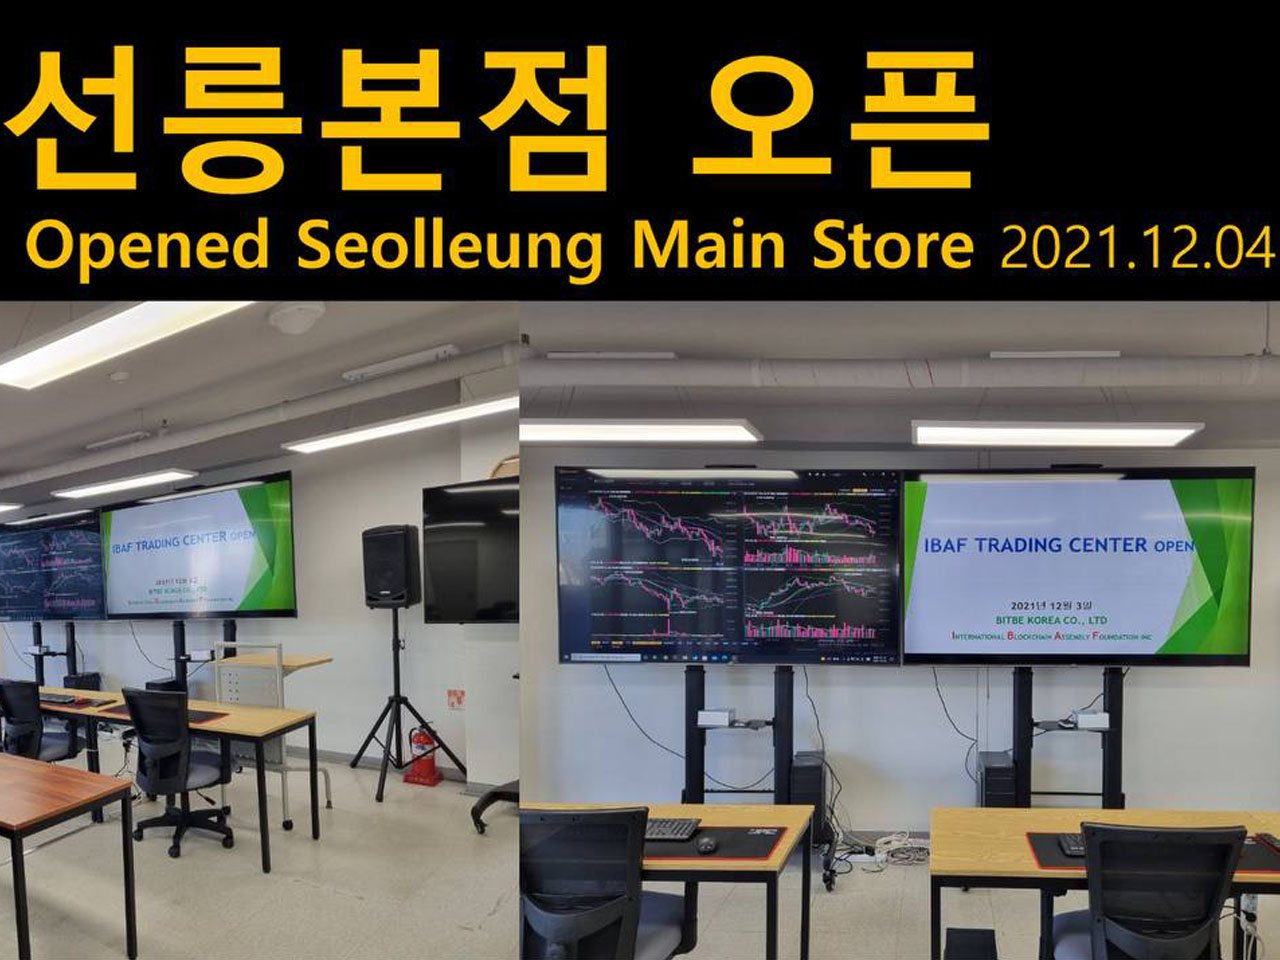 선릉본점 오픈
Opened Seolleung Main Store 2021.12.04
IBAF TRADING CENTER OPEN
BITBE KOREA CO., LTD
IBAF TRADING CENTER OPEN
2021년 12월 3일
BITBE KOREA CO., LTD
INTERNATIONAL BLOCKCHAIN ASSEMBLY FOUNDATION INC